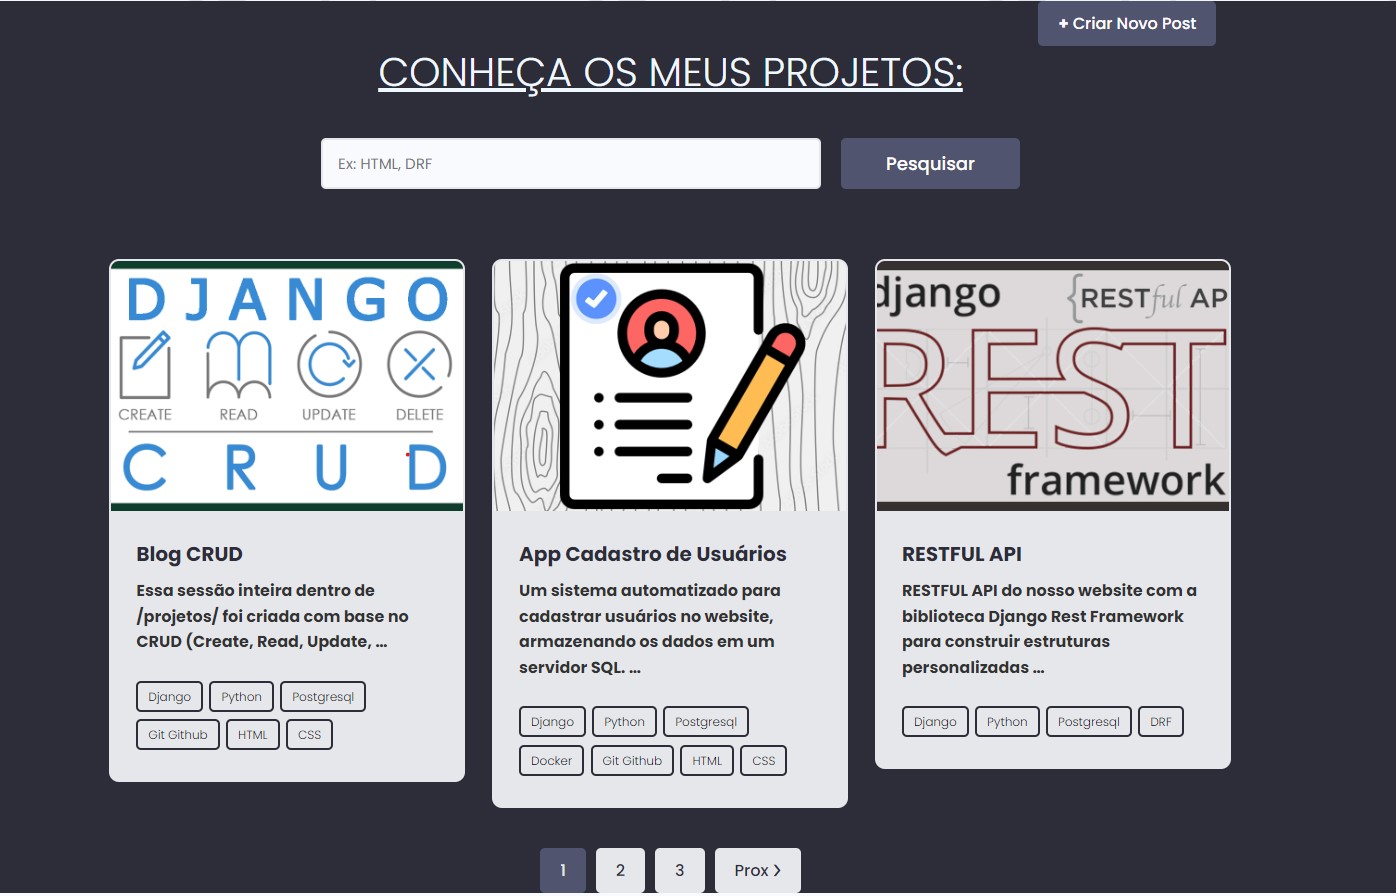 + Criar Novo Post
CONHEÇA OS MEUS PROJETOS:
Ex: HTML, DRF
Pesquisar
DJANGO
CREATE READ UPDATE DELETE
CRUD
django
{RESTful AP
REST
framework
Blog CRUD
Essa sessão inteira dentro de
/projetos/ foi criada com base no
CRUD (Create, Read, Update, ...
Django Python Postgresql
Git Github HTML CSS
App Cadastro de Usuários
Um sistema automatizado para
cadastrar usuários no website,
armazenando os dados em um
servidor SQL. ...
Django Python Postgresql
Docker Git Github HTML CSS
RESTFUL API
RESTFUL API do nosso website com a
biblioteca Django Rest Framework
para construir estruturas
personalizadas ...
Django Python Postgresql DRF
1 2 3 Prox ❯